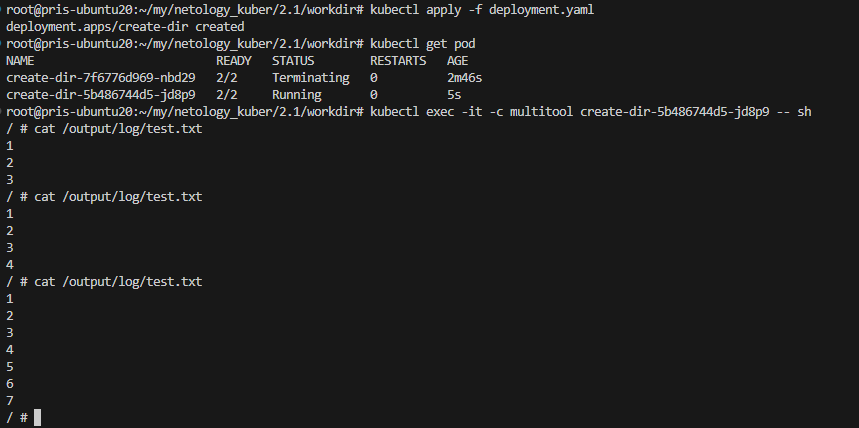 root@pris-ubuntu20:~/my/netology_kuber/2.1/workdir# kubectl apply -f deployment.yaml
deployment.apps/create-dir created
root@pris-ubuntu20:~/my/netology_kuber/2.1/workdir# kubectl get pod
NAME                          READY   STATUS        RESTARTS   AGE
create-dir-7f6776d969-nbd29   2/2     Terminating   0          2m46s
create-dir-5b486744d5-jd8p9   2/2     Running       0          5s
root@pris-ubuntu20:~/my/netology_kuber/2.1/workdir# kubectl exec -it -c multitool create-dir-5b486744d5-jd8p9 -- sh
/ # cat /output/log/test.txt
1
2
3
/ # cat /output/log/test.txt
1
2
3
4
/ # cat /output/log/test.txt
1
2
3
4
5
6
7
/ #